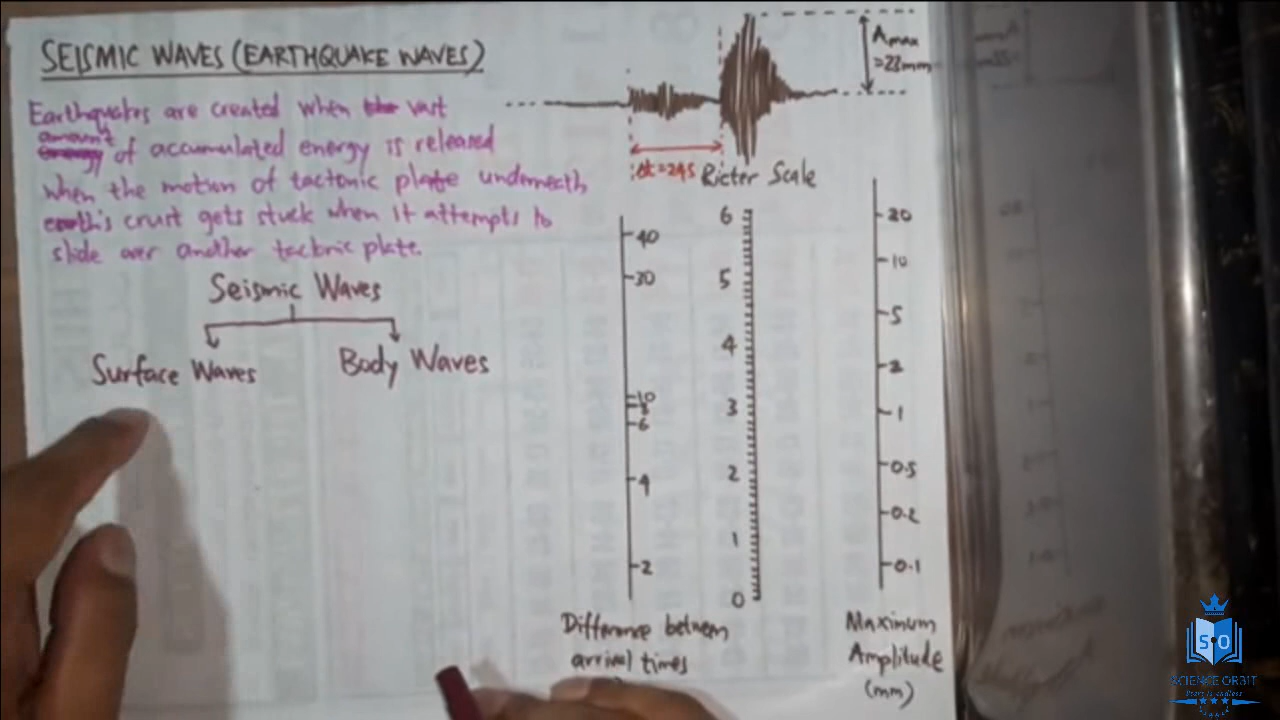 SEISMIC WAVES (EARTHQUAKE WAVES)
Earthquakes are created when vast
amount of accumulated energy is released
when the motion of tactonic plate underneath
earth's crust gets stuck when it attempts to
slide over another tectonic plate.
Seismic Waves
Surface Waves
Body Waves
Amax
=23mm
Δt=24s
Ricter Scale
40
30
10
8
6
4
2
Difference between
arrival times
6
5
4
3
2
1
0
20
10
5
2
1
0.5
0.2
0.1
Maximum
Amplitude
(mm)
SO
SCIENCE ORBIT